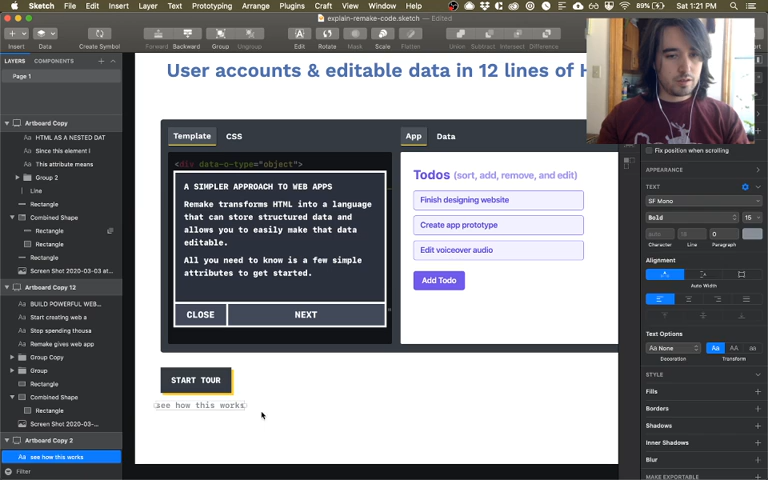 Sketch File Edit Insert Layer Text Prototyping Arrange Plugins Craft View Window Help 89% Sat 1:21 PM
explain-remake-code.sketch — Edited
Insert Data Create Symbol Forward Backward Group Ungroup Edit Rotate Mask Scale Flatten Union Subtract Intersect Difference
LAYERS COMPONENTS
Page 1
Artboard Copy
HTML AS A NESTED DAT
Since this element i
This attribute means
Group 2
Line
Rectangle
Combined Shape
Rectangle
Rectangle
Rectangle
Screen Shot 2020-03-03 at...
Artboard Copy 12
BUILD POWERFUL WEB...
Start creating web a
Stop spending thousa
Remake gives web app
Group Copy
Group
Rectangle
Combined Shape
Rectangle
Screen Shot 2020-03-...
Artboard Copy 2
see how this works
Filter
User accounts & editable data in 12 lines of H
Template CSS
<div data-o-type="object">
A SIMPLER APPROACH TO WEB APPS
Remake transforms HTML into a language
that can store structured data and
allows you to easily make that data
editable.
All you need to know is a few simple
attributes to get started.
CLOSE NEXT
App Data
Todos (sort, add, remove, and edit)
Finish designing website
Create app prototype
Edit voiceover audio
Add Todo
START TOUR
see how this works
Fix position when scrolling
APPEARANCE
TEXT
SF Mono
Bold 15
auto 18 0
Character Line Paragraph
Alignment
Auto Width
Text Options
Aa None Aa AA aa
Decoration Transform
STYLE
Fills
Borders
Shadows
Inner Shadows
Blur
MAKE EXPORTABLE